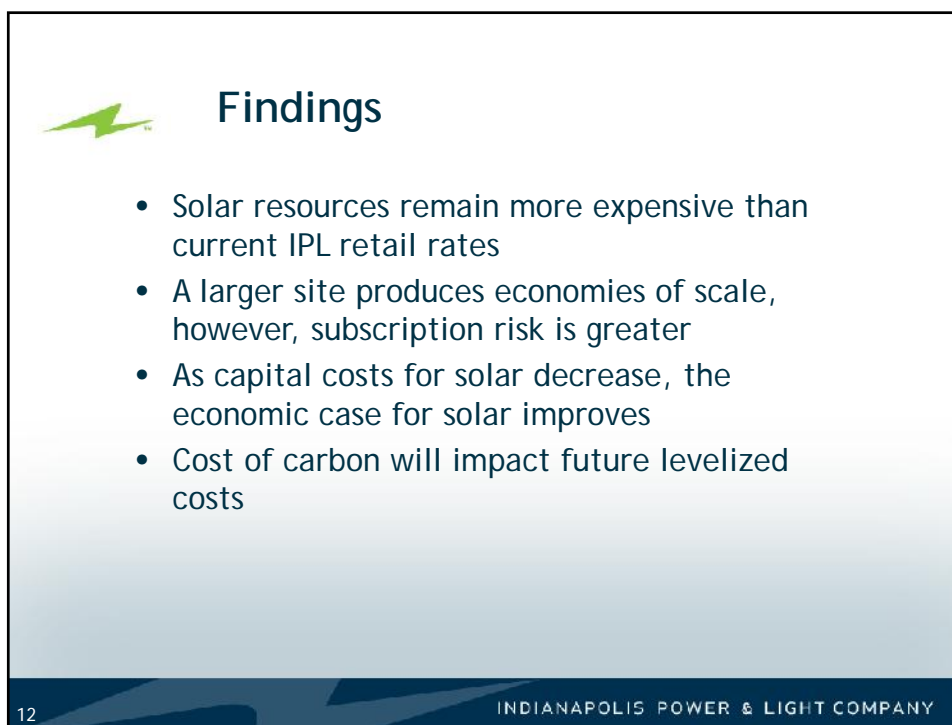 Findings
• Solar resources remain more expensive than
current IPL retail rates
• A larger site produces economies of scale,
however, subscription risk is greater
• As capital costs for solar decrease, the
economic case for solar improves
• Cost of carbon will impact future levelized
costs
12
INDIANAPOLIS POWER & LIGHT COMPANY